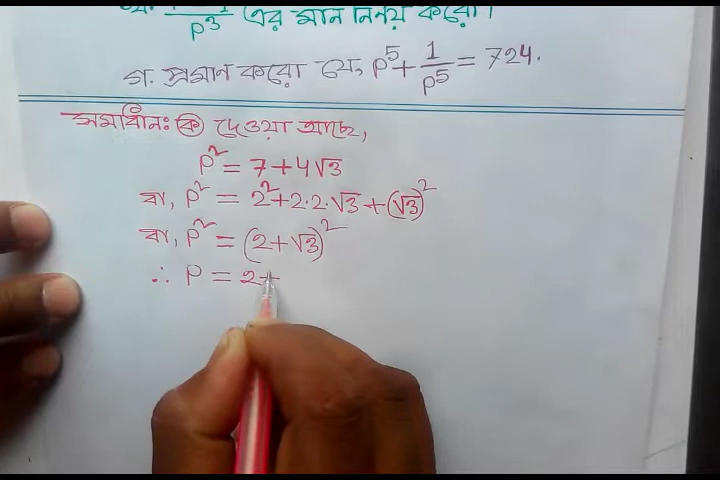 p³ এর মান নির্ণয় করো।
গ. প্রমান করো যে, p⁵ + 1/p⁵ = 724.
সমাধান: ক দেওয়া আছে,
p² = 7 + 4√3
বা, p² = 2² + 2·2·√3 + (√3)²
বা, p² = (2 + √3)²
∴ p = 2+